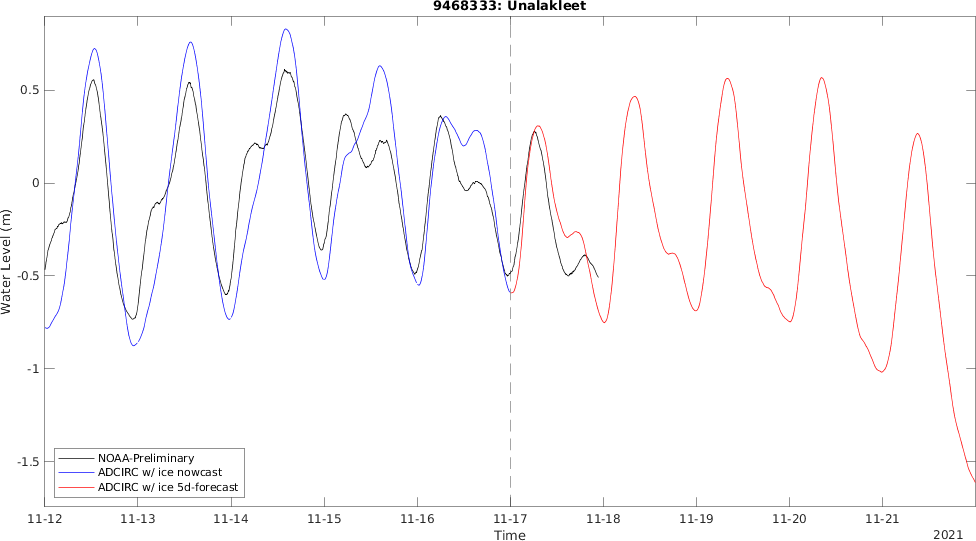 9468333: Unalakleet
Water Level (m)
0.5
0
-0.5
-1
-1.5
NOAA-Preliminary
ADCIRC w/ ice nowcast
ADCIRC w/ ice 5d-forecast
11-12 11-13 11-14 11-15 11-16 11-17 11-18 11-19 11-20 11-21
Time
2021